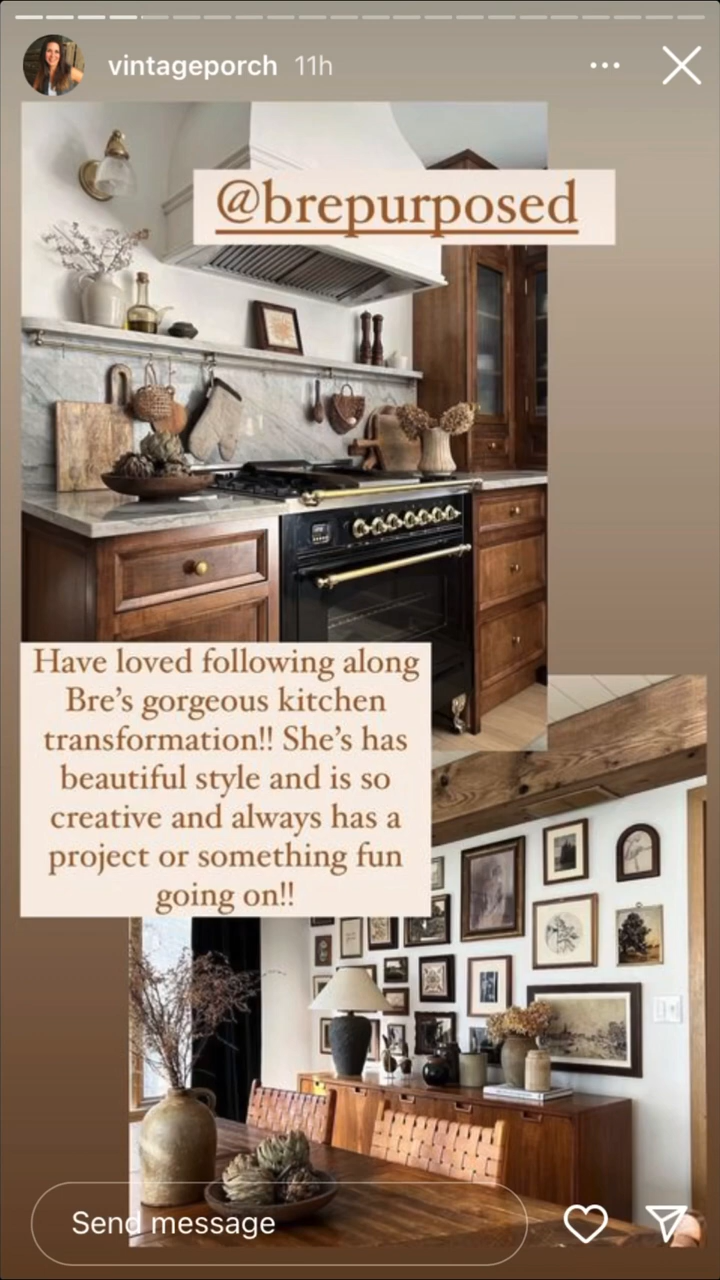 vintageporch 11h
@brepurposed
Have loved following along
Bre's gorgeous kitchen
transformation!! She's has
beautiful style and is so
creative and always has a
project or something fun
going on!!
Send message